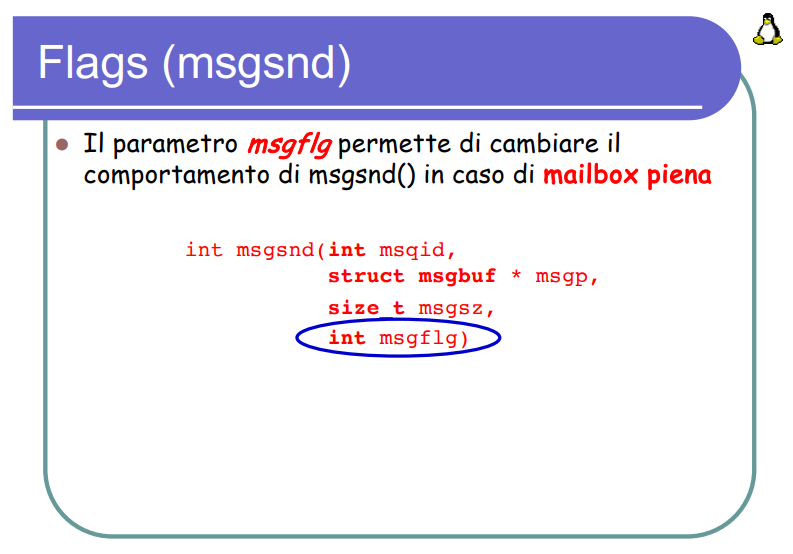 Flags (msgsnd)
Il parametro msgflg permette di cambiare il
comportamento di msgsnd() in caso di mailbox piena
int msgsnd(int msqid,
struct msgbuf * msgp,
size_t msgsz,
int msgflg)